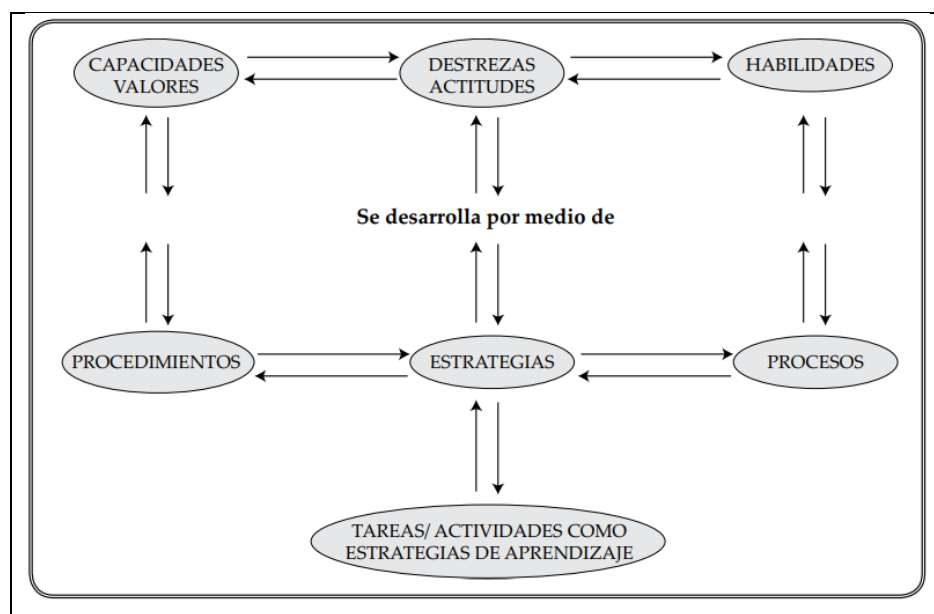 CAPACIDADES
VALORES
DESTREZAS
ACTITUDES
HABILIDADES
Se desarrolla por medio de
PROCEDIMIENTOS
ESTRATEGIAS
PROCESOS
TAREAS/ ACTIVIDADES COMO
ESTRATEGIAS DE APRENDIZAJE